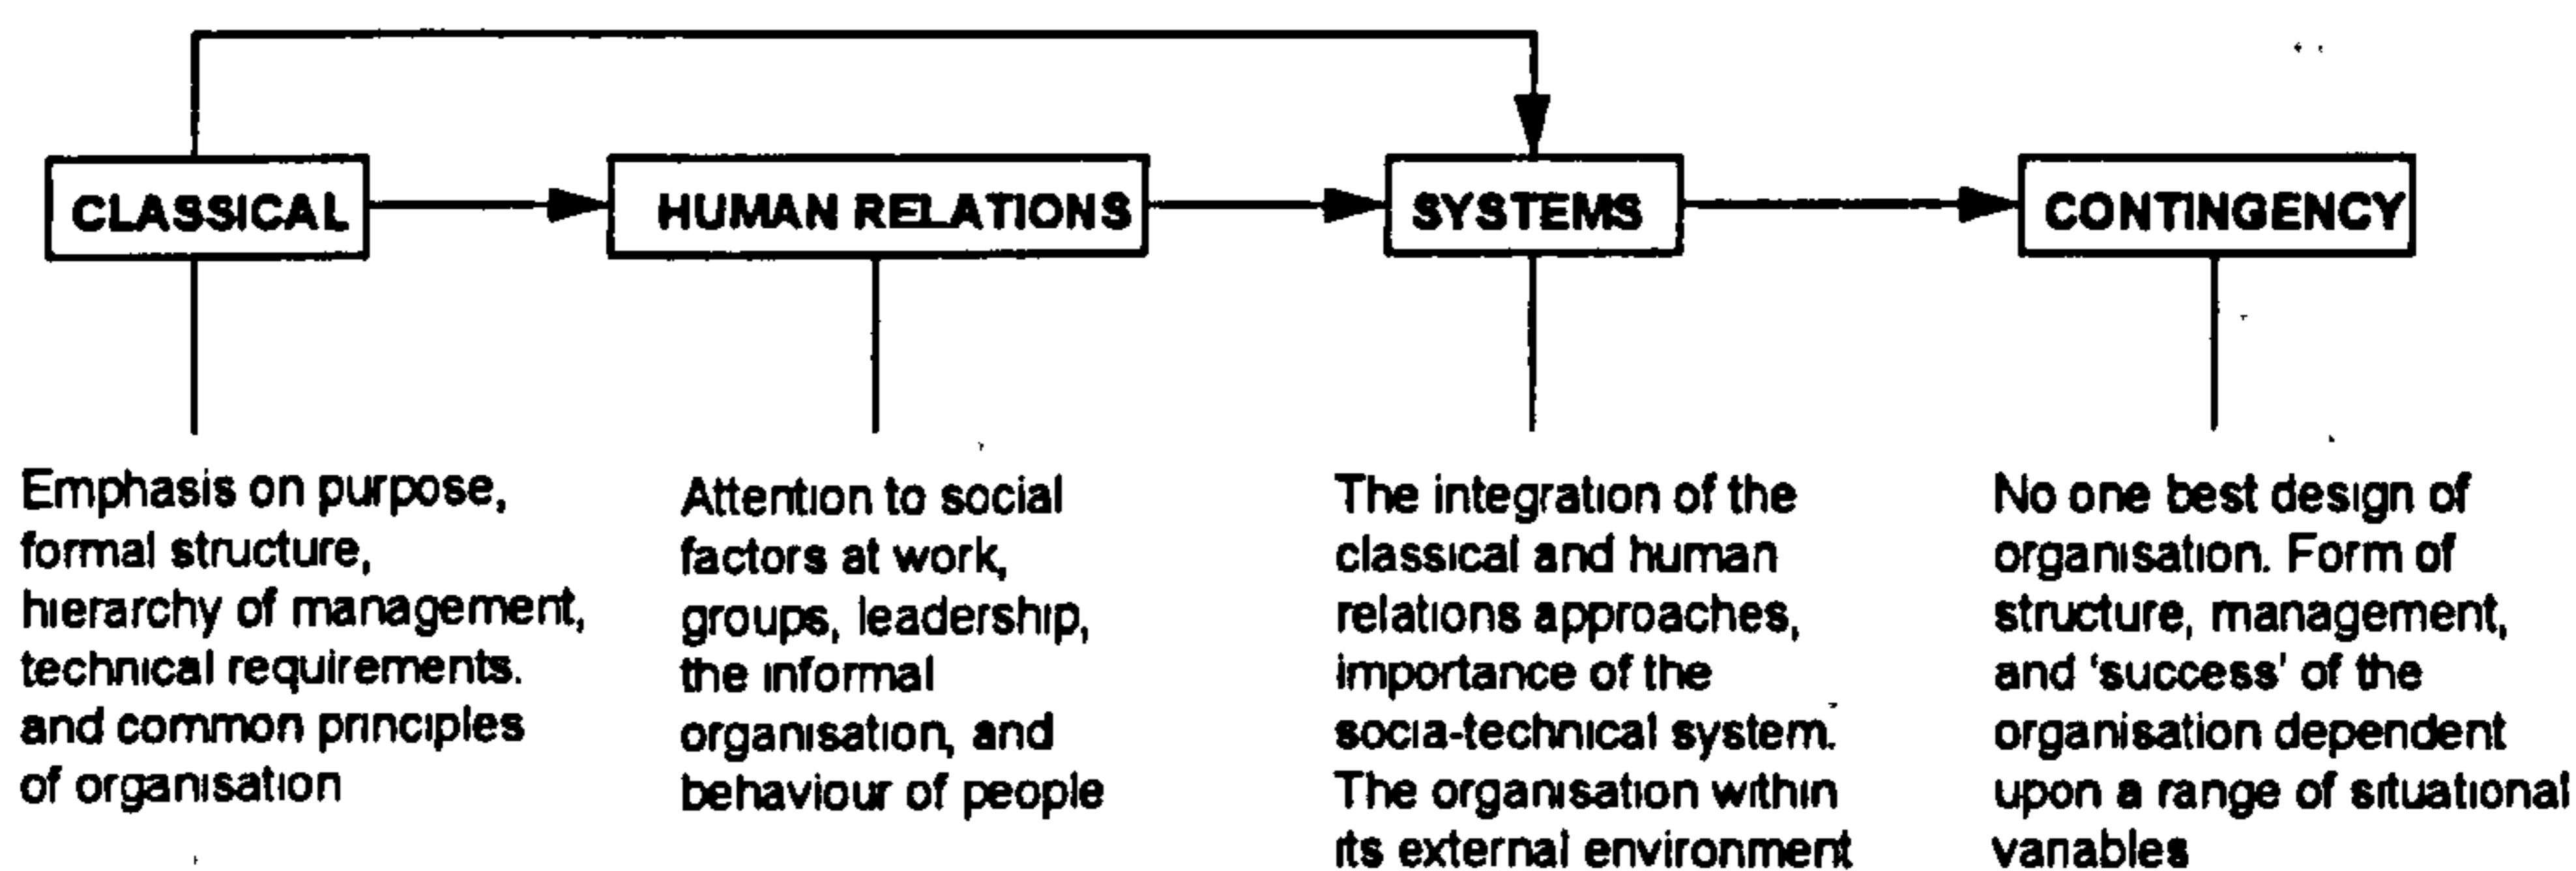 CLASSICAL
HUMAN RELATIONS
SYSTEMS
CONTINGENCY
Emphasis on purpose,
formal structure,
hierarchy of management,
technical requirements.
and common principles
of organisation
Attention to social
factors at work,
groups, leadership,
the informal
organisation, and
behaviour of people
The integration of the
classical and human
relations approaches,
importance of the
socia-technical system.
The organisation within
its external environment
No one best design of
organisation. Form of
structure, management,
and 'success' of the
organisation dependent
upon a range of situational
variables